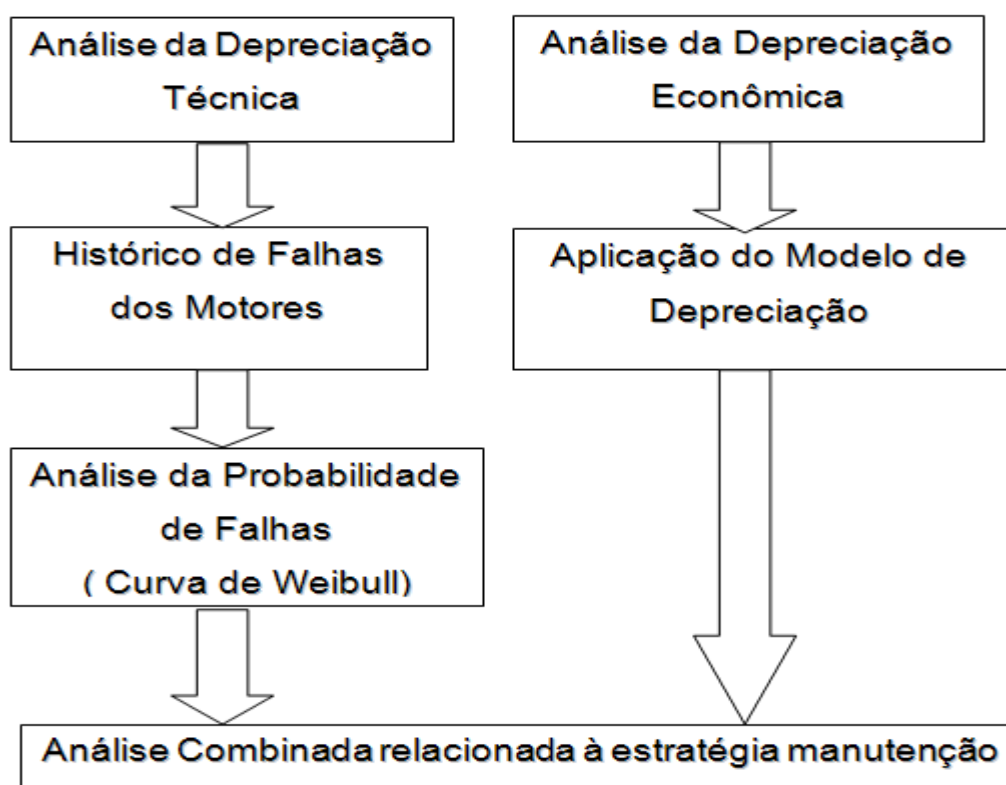 Análise da Depreciação
Técnica
Análise da Depreciação
Econômica
Histórico de Falhas
dos Motores
Aplicação do Modelo de
Depreciação
Análise da Probabilidade
de Falhas
( Curva de Weibull)
Análise Combinada relacionada à estratégia manutenção